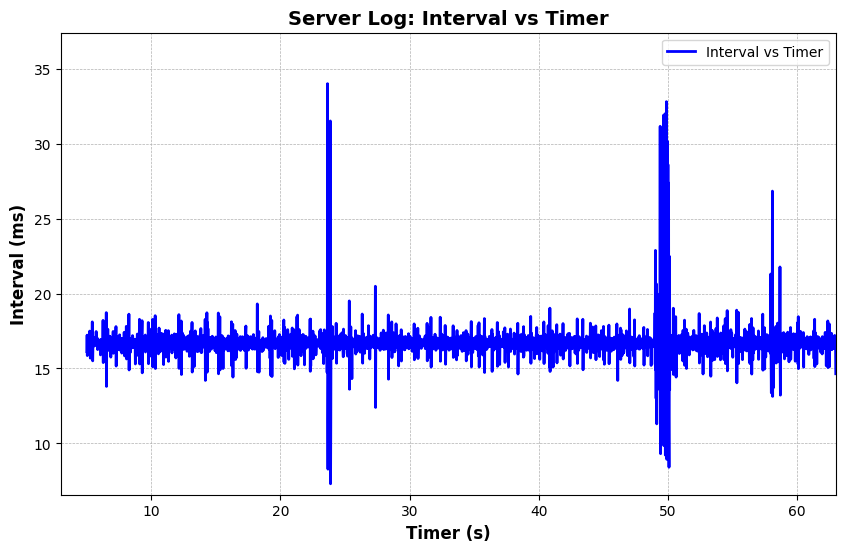 Server Log: Interval vs Timer
Interval vs Timer
35
30
25
20
15
10
Interval (ms)
10 20 30 40 50 60
Timer (s)